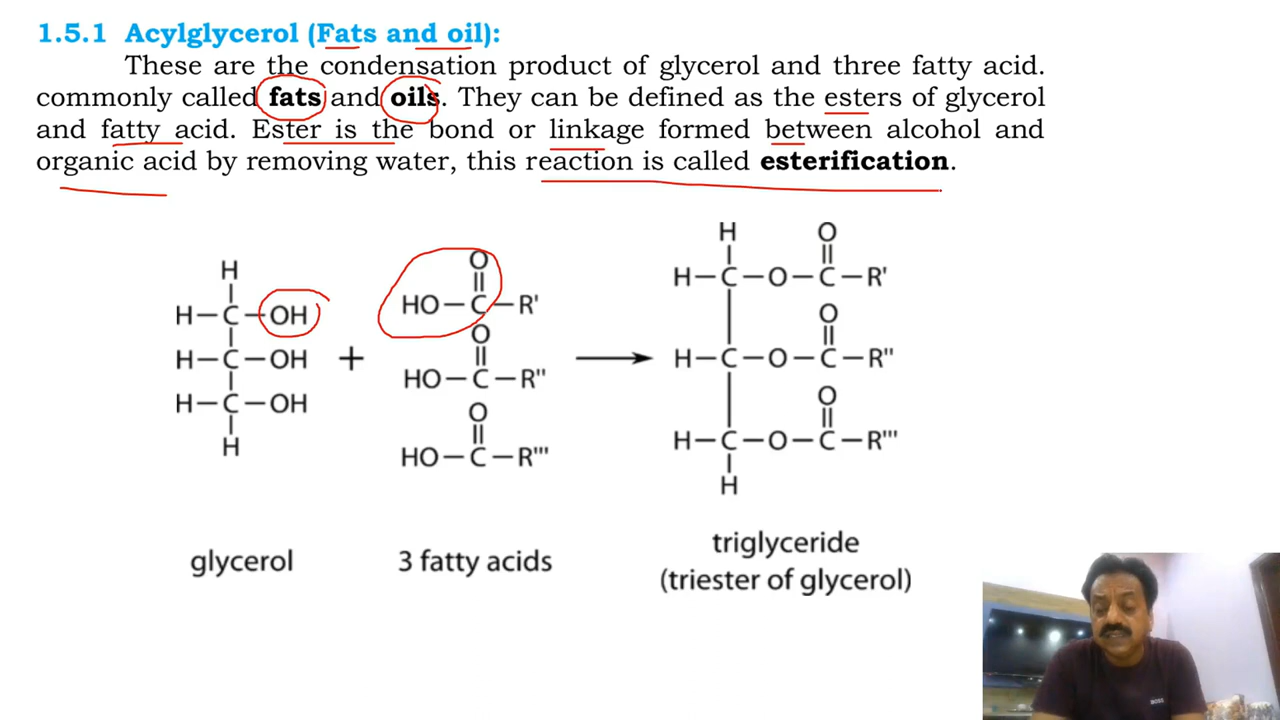 1.5.1 Acylglycerol (Fats and oil):
These are the condensation product of glycerol and three fatty acid.
commonly called fats and oils. They can be defined as the esters of glycerol
and fatty acid. Ester is the bond or linkage formed between alcohol and
organic acid by removing water, this reaction is called esterification.
H
H–C–OH
H–C–OH
H–C–OH
H
+
O
HO–C–R'
O
HO–C–R"
O
HO–C–R'''
H
O
H–C–O–C–R'
O
H–C–O–C–R"
O
H–C–O–C–R'''
H
glycerol
3 fatty acids
triglyceride
(triester of glycerol)
BOSS